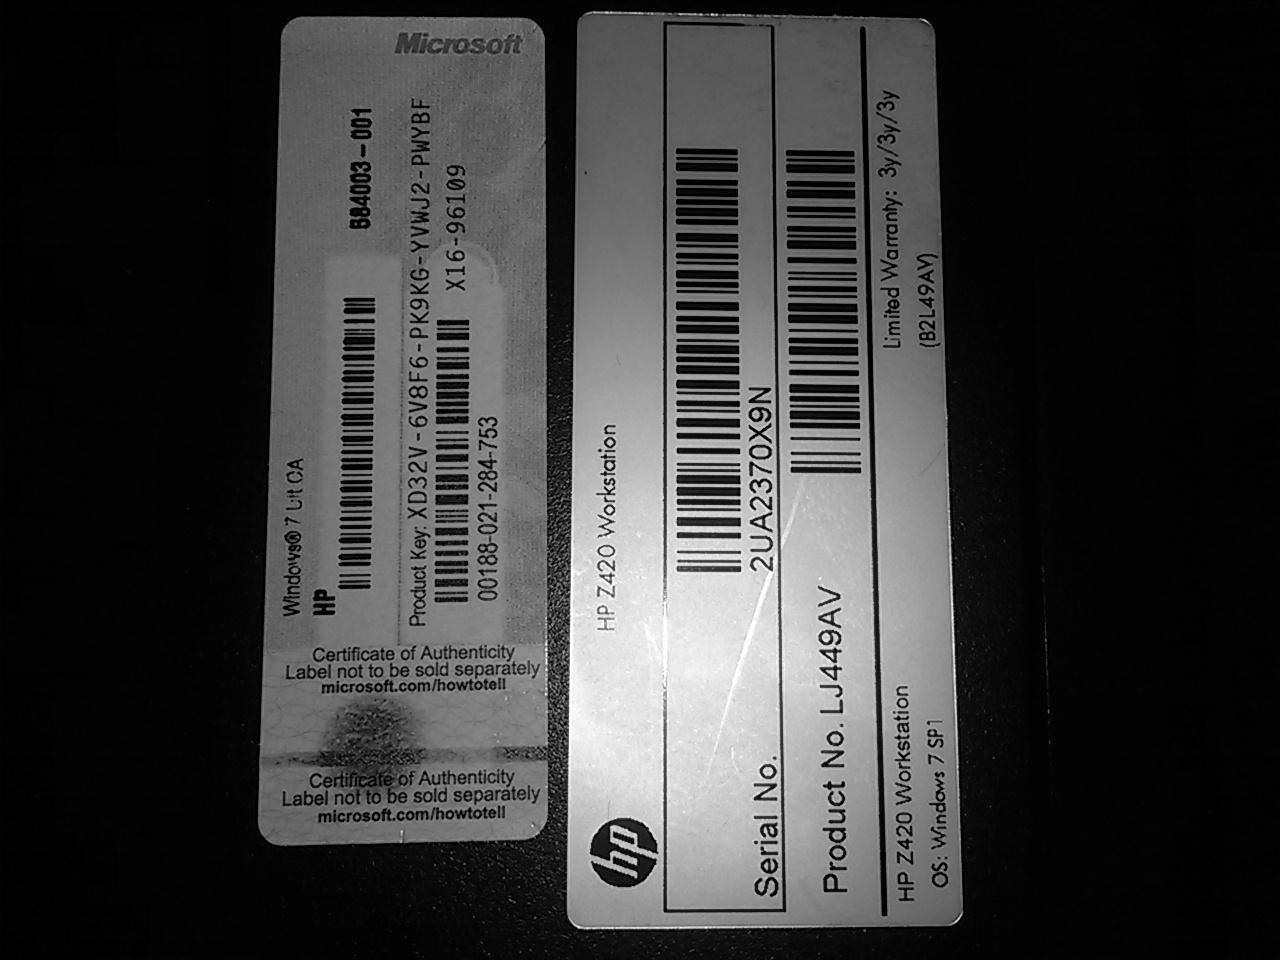 Microsoft
Windows® 7 Ult OA
HP
684003-001
Product Key: XD32V-6V8F6-PK9KG-YVWJ2-PWYBF
X16-96109
00188-021-284-753
Certificate of Authenticity
Label not to be sold separately
microsoft.com/howtotell
Certificate of Authenticity
Label not to be sold separately
microsoft.com/howtotell
hp
HP Z420 Workstation
Serial No. 2UA2370X9N
Product No. LJ449AV
HP Z420 Workstation
Limited Warranty: 3y/3y/3y
OS: Windows 7 SP1
(B2L49AV)